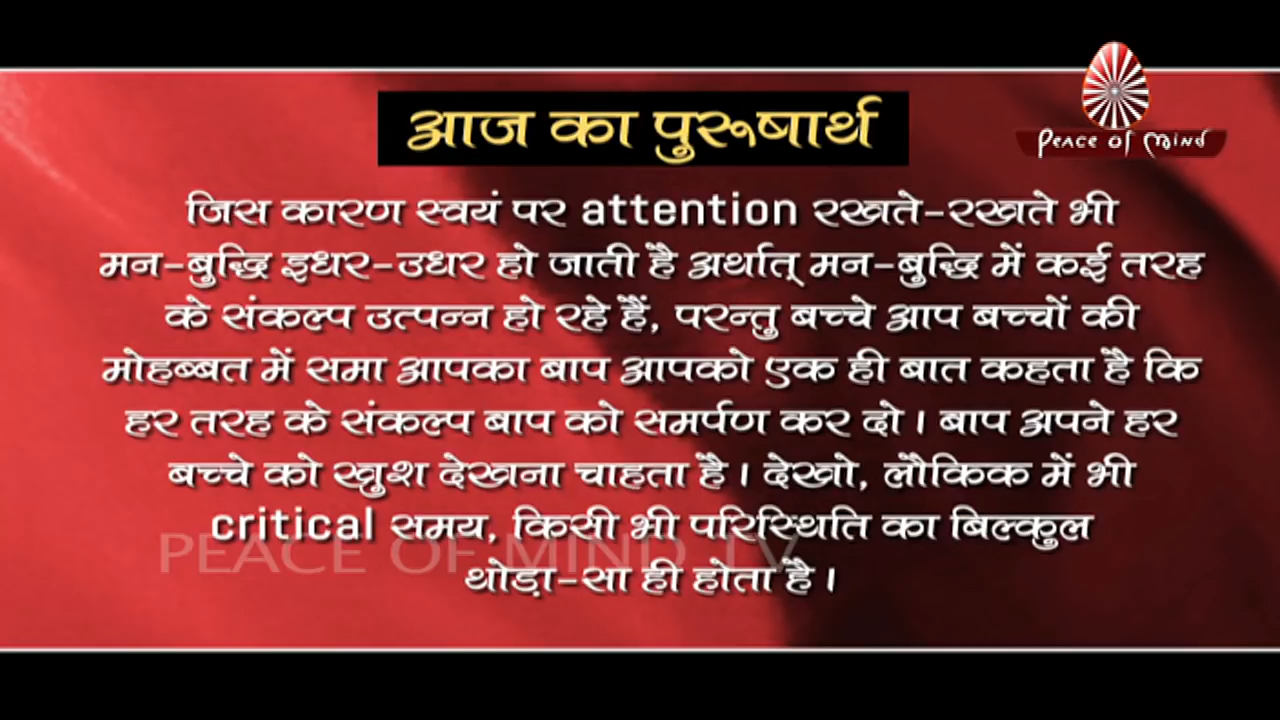 आज का पुरूषार्थ
Peace of Mind
जिस कारण स्वयं पर attention रखते-रखते भी
मन-बुद्धि इधर-उधर हो जाती है अर्थात् मन-बुद्धि में कई तरह
के संकल्प उत्पन्न हो रहे हैं, परन्तु बच्चे आप बच्चों की
मोहब्बत में समा आपका बाप आपको एक ही बात कहता है कि
हर तरह के संकल्प बाप को समर्पण कर दो । बाप अपने हर
बच्चे को खुश देखना चाहता है । देखो, लौकिक में भी
critical समय, किसी भी परिस्थिति का बिल्कुल
थोड़ा-सा ही होता है ।
PEACE OF MIND TV